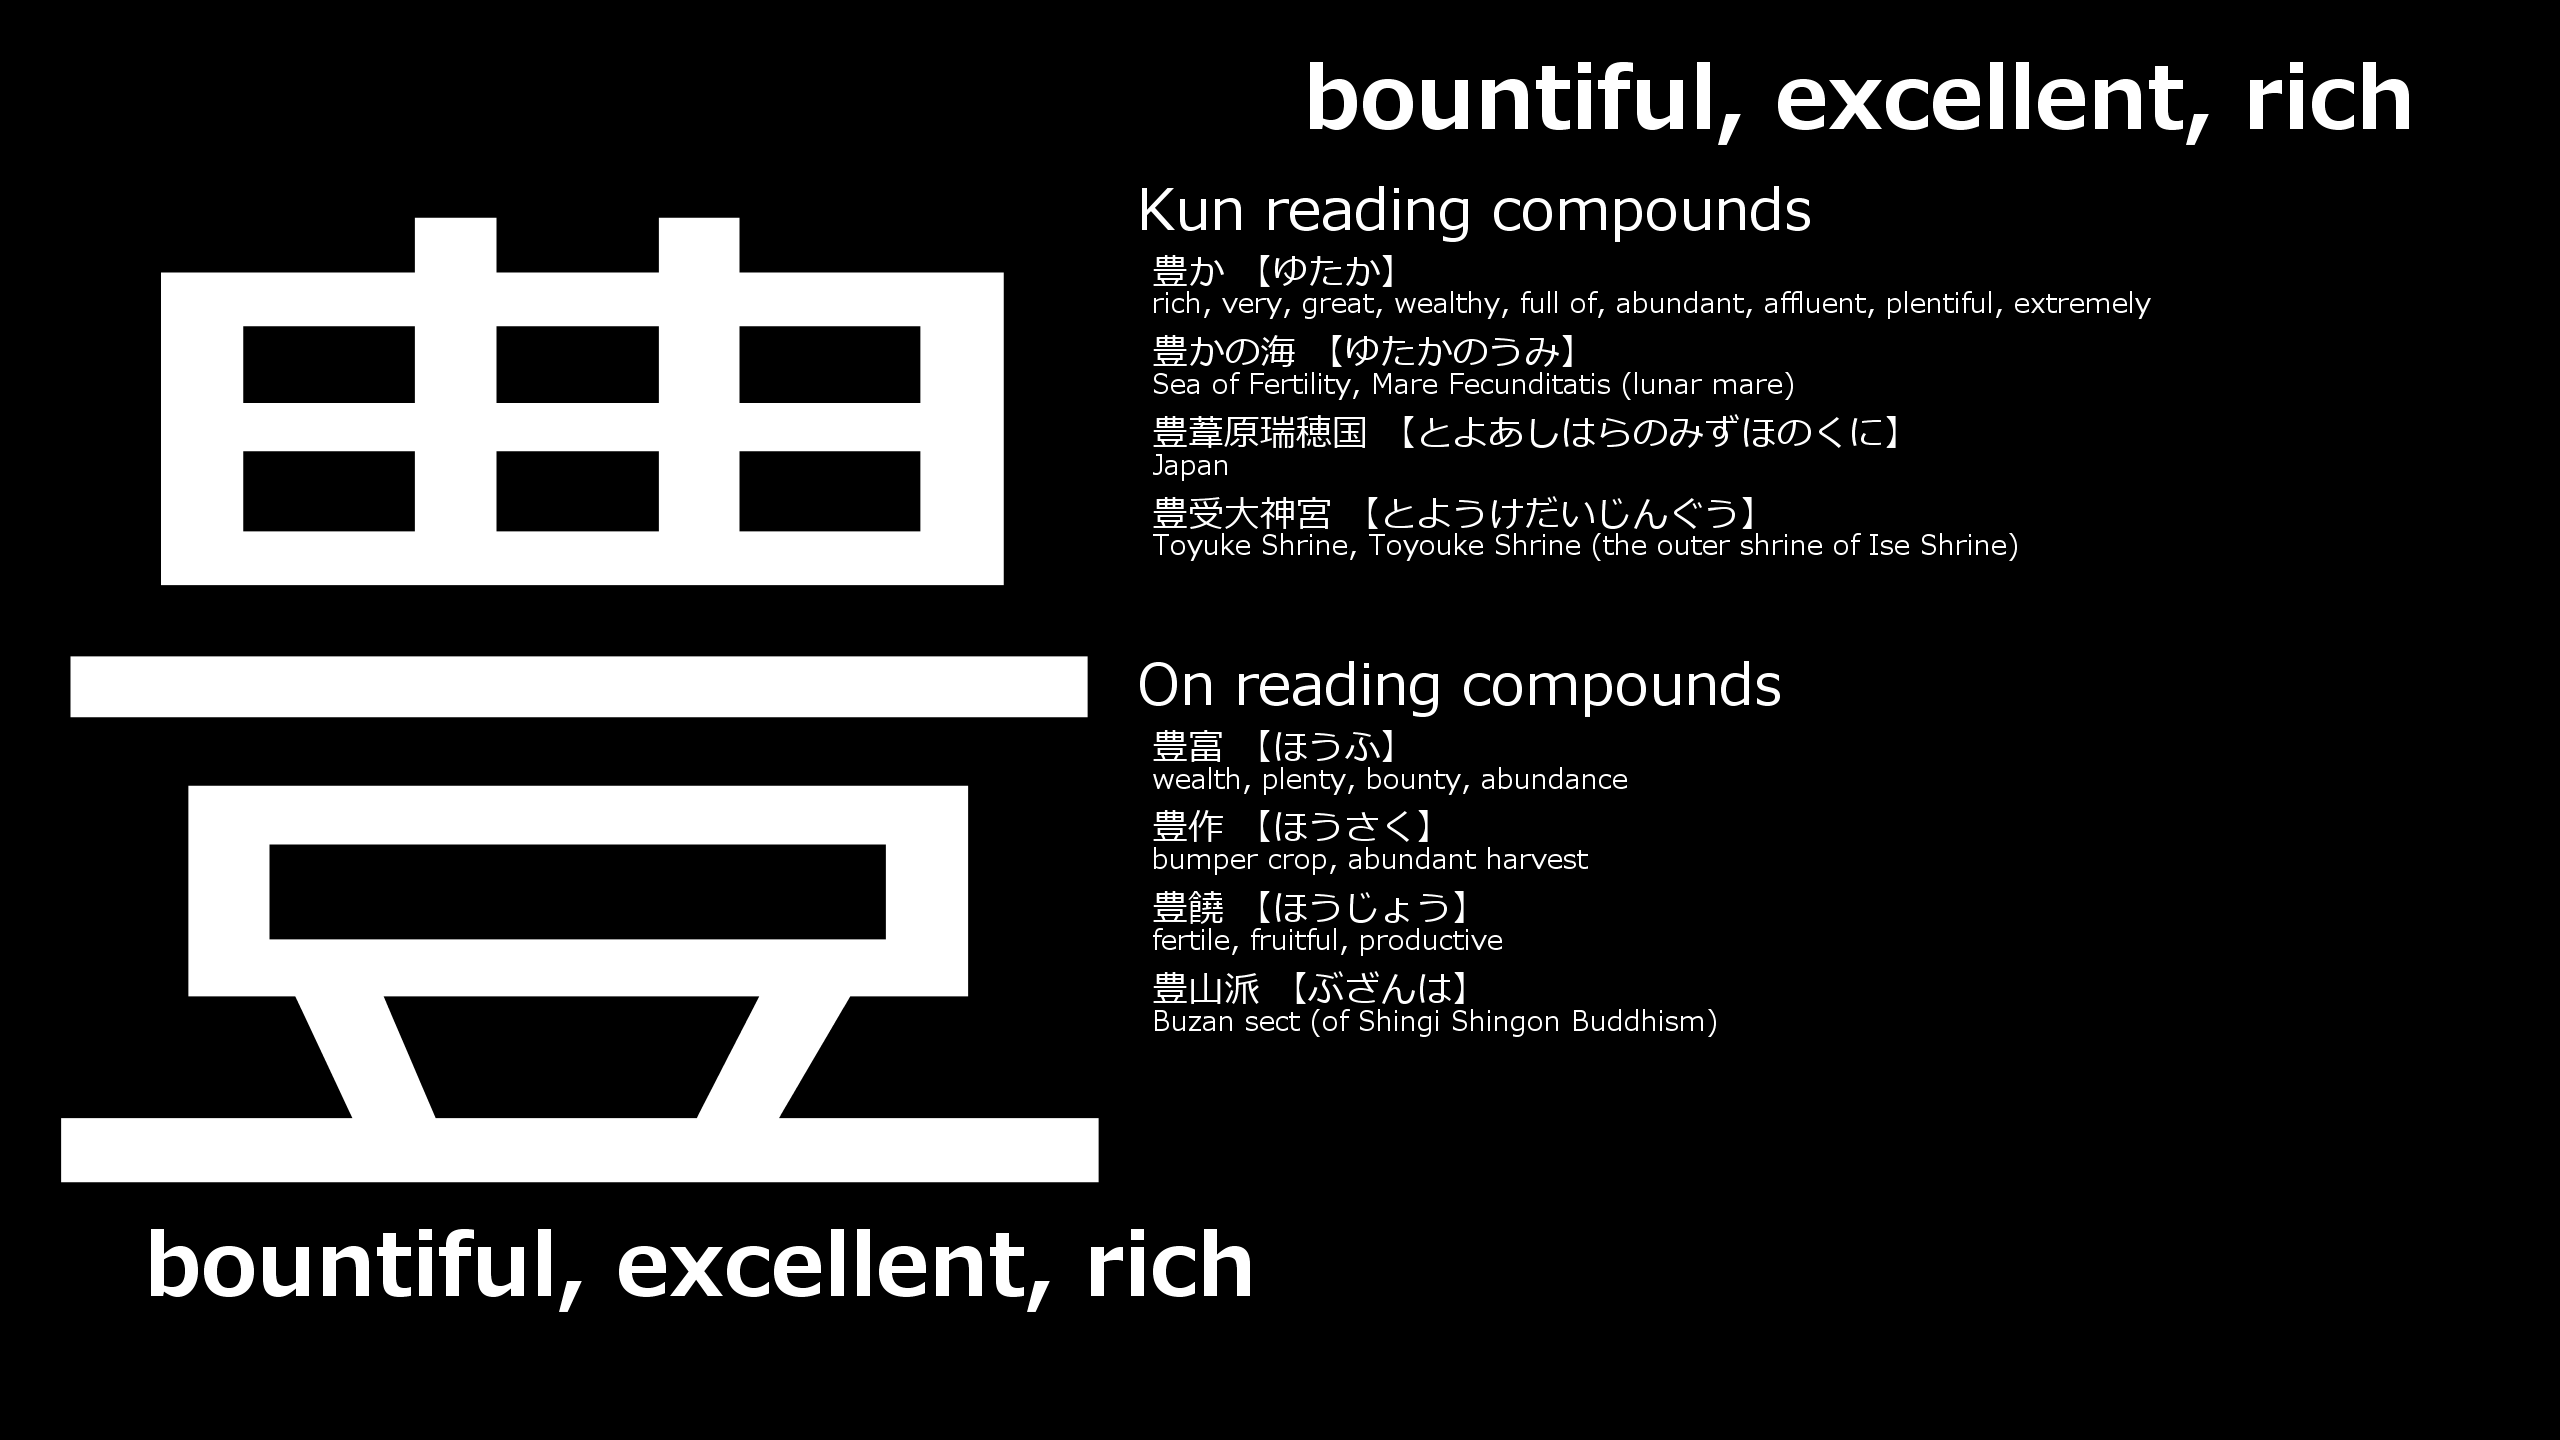 豊
bountiful, excellent, rich
bountiful, excellent, rich
Kun reading compounds
豊か 【ゆたか】
rich, very, great, wealthy, full of, abundant, affluent, plentiful, extremely
豊かの海 【ゆたかのうみ】
Sea of Fertility, Mare Fecunditatis (lunar mare)
豊葦原瑞穂国 【とよあしはらのみずほのくに】
Japan
豊受大神宮 【とようけだいじんぐう】
Toyuke Shrine, Toyouke Shrine (the outer shrine of Ise Shrine)
On reading compounds
豊富 【ほうふ】
wealth, plenty, bounty, abundance
豊作 【ほうさく】
bumper crop, abundant harvest
豊饒 【ほうじょう】
fertile, fruitful, productive
豊山派 【ぶざんは】
Buzan sect (of Shingi Shingon Buddhism)